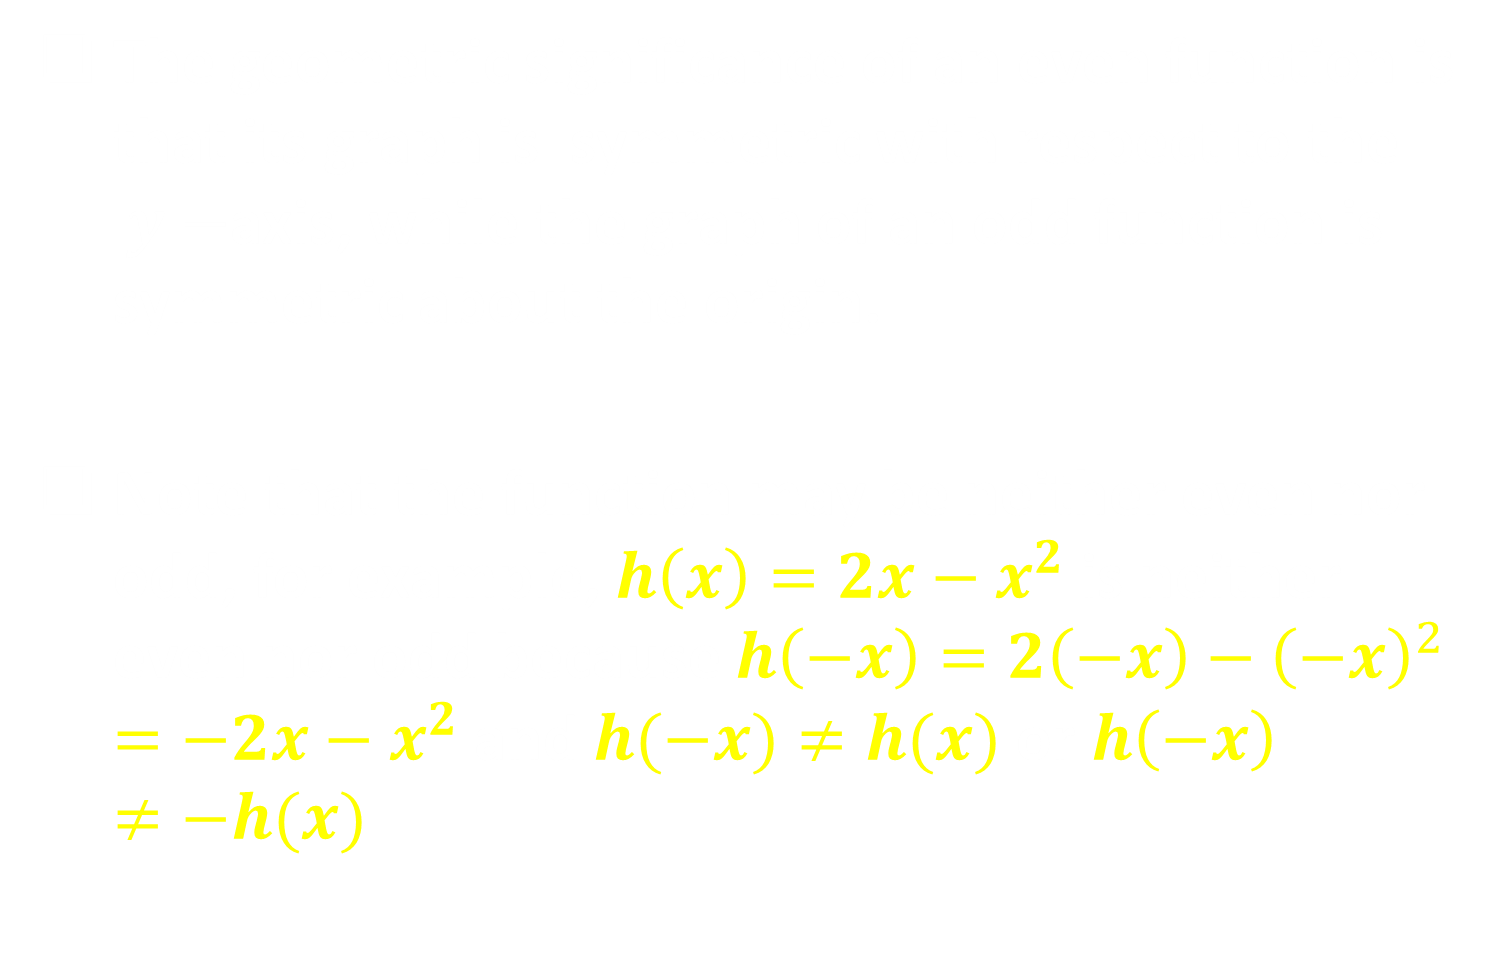 h(x) = 2x − x²
h(−x) = 2(−x) − (−x)²
= −2x − x² h(−x) ≠ h(x) h(−x)
≠ −h(x)